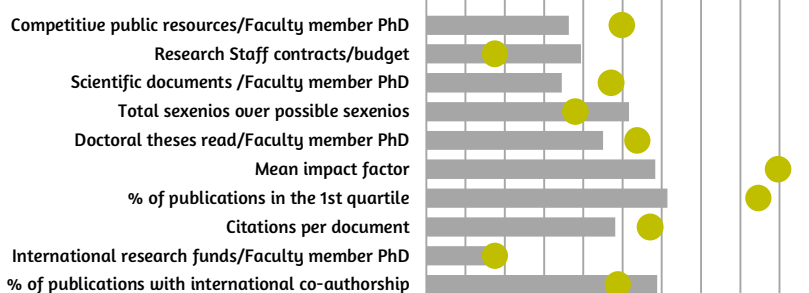 Competitive public resources/Faculty member PhD
Research Staff contracts/budget
Scientific documents /Faculty member PhD
Total sexenios over possible sexenios
Doctoral theses read/Faculty member PhD
Mean impact factor
% of publications in the 1st quartile
Citations per document
International research funds/Faculty member PhD
% of publications with international co-authorship